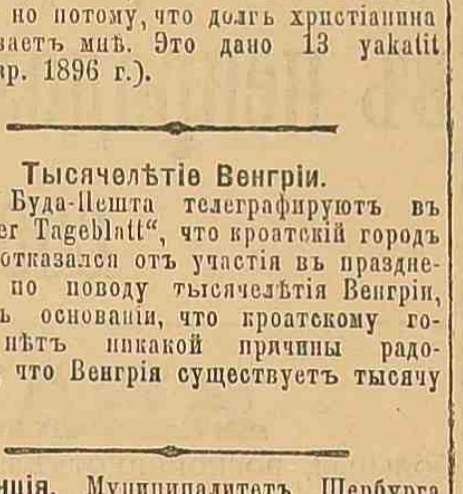 но потому, что долгъ христіанина
ваетъ мнѣ. Это дано 13 yakatit
вр. 1896 г.).
Тысячелѣтіе Венгріи.
Буда-Пешта телеграфируютъ въ
er Tageblatt“, что кроатскій городъ
отказался отъ участія въ праздне-
по поводу тысячелѣтія Венгріи,
ъ основаніи, что кроатскому го-
нѣтъ никакой причины радо-
что Венгрія существуетъ тысячу
нція. Муниципалитетъ Шербурга